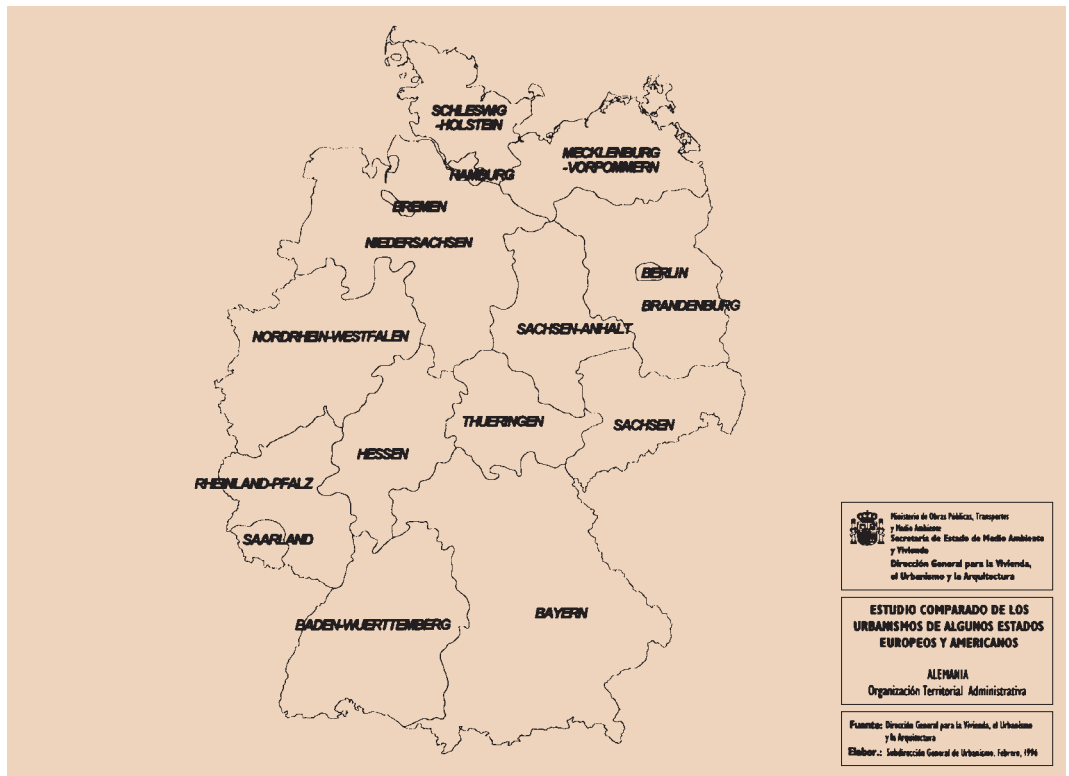 SCHLESWIG
-HOLSTEIN
MECKLENBURG
-VORPOMMERN
HAMBURG
BREMEN
NIEDERSACHSEN
BERLIN
BRANDENBURG
SACHSEN-ANHALT
NORDRHEIN-WESTFALEN
THUERINGEN
SACHSEN
HESSEN
RHEINLAND-PFALZ
SAARLAND
BAYERN
BADEN-WUERTTEMBERG
Ministerio de Obras Públicas, Transportes
y Medio Ambiente
Secretaría de Estado de Medio Ambiente
y Vivienda
Dirección General para la Vivienda,
el Urbanismo y la Arquitectura
ESTUDIO COMPARADO DE LOS
URBANISMOS DE ALGUNOS ESTADOS
EUROPEOS Y AMERICANOS
ALEMANIA
Organización Territorial Administrativa
Fuente: Dirección General para la Vivienda, el Urbanismo
y la Arquitectura
Elabor.: Subdirección General de Urbanismo. Febrero, 1996